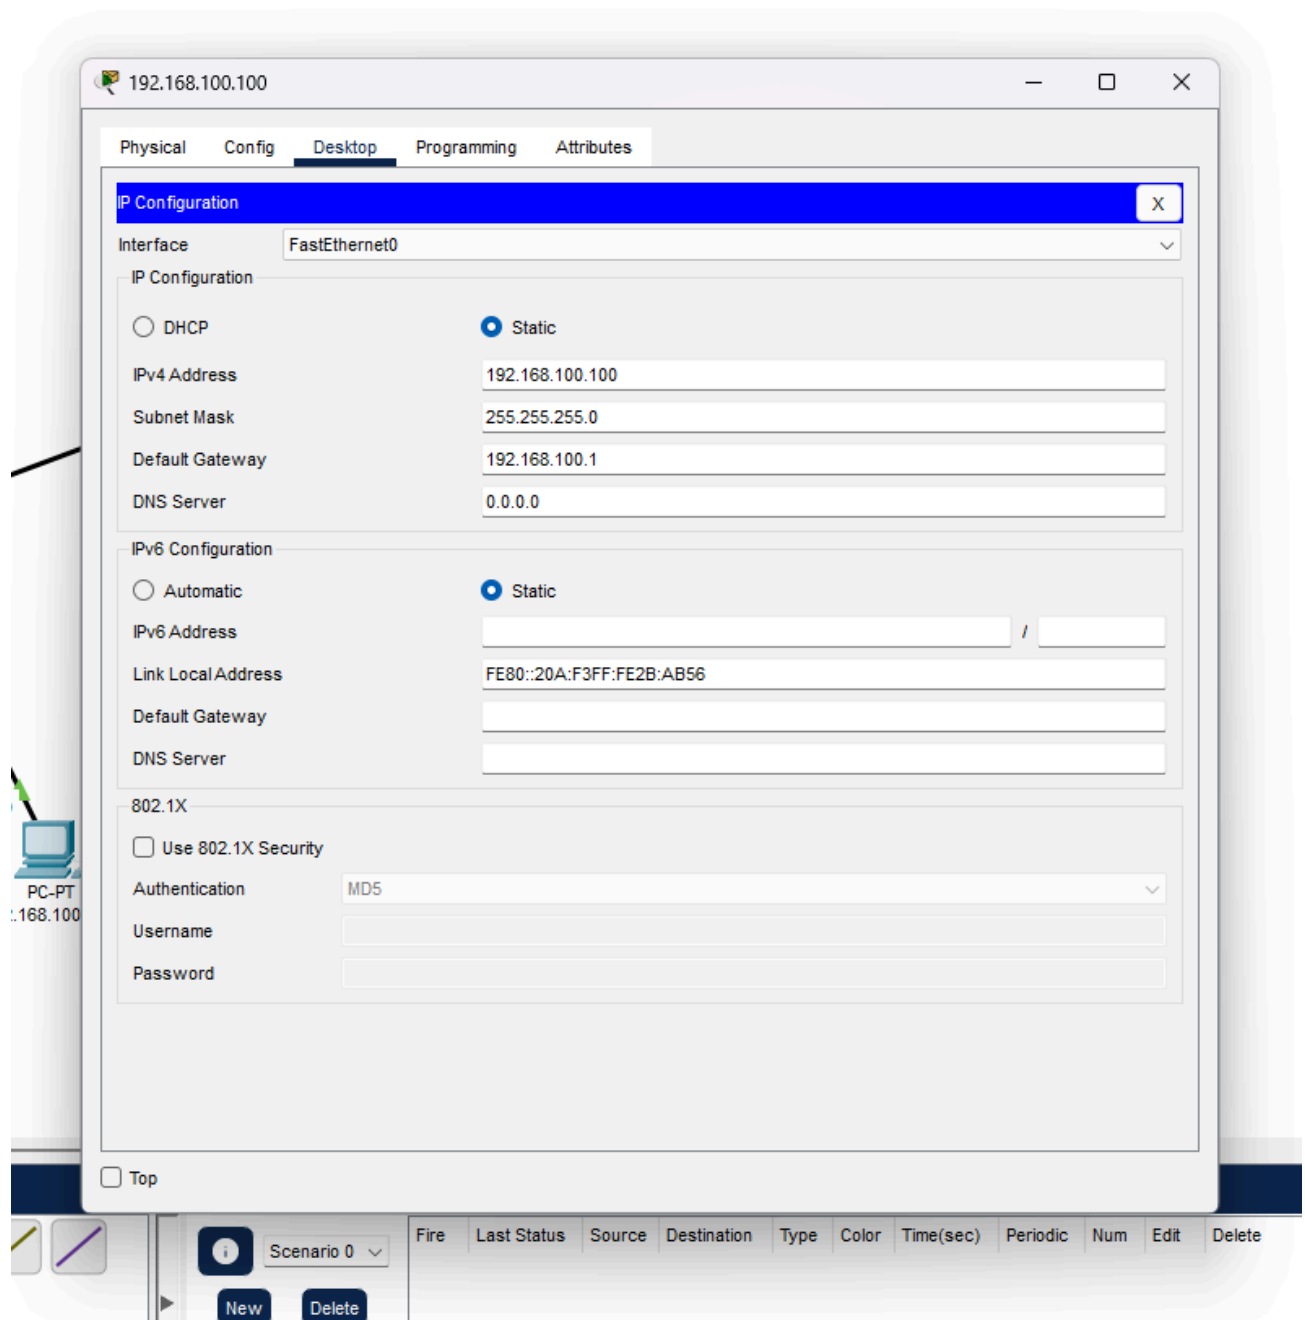 192.168.100.100
Physical Config Desktop Programming Attributes
IP Configuration X
Interface FastEthernet0
IP Configuration
DHCP Static
IPv4 Address 192.168.100.100
Subnet Mask 255.255.255.0
Default Gateway 192.168.100.1
DNS Server 0.0.0.0
IPv6 Configuration
Automatic Static
IPv6 Address /
Link Local Address FE80::20A:F3FF:FE2B:AB56
Default Gateway
DNS Server
802.1X
Use 802.1X Security
Authentication MD5
PC-PT
.168.100
Username
Password
Top
Fire Last Status Source Destination Type Color Time(sec) Periodic Num Edit Delete
Scenario 0
New Delete